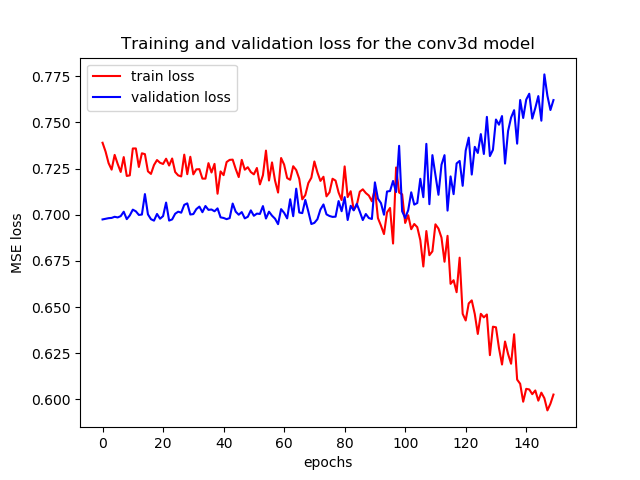 Training and validation loss for the conv3d model
train loss
validation loss
MSE loss
0.775
0.750
0.725
0.700
0.675
0.650
0.625
0.600
0 20 40 60 80 100 120 140
epochs